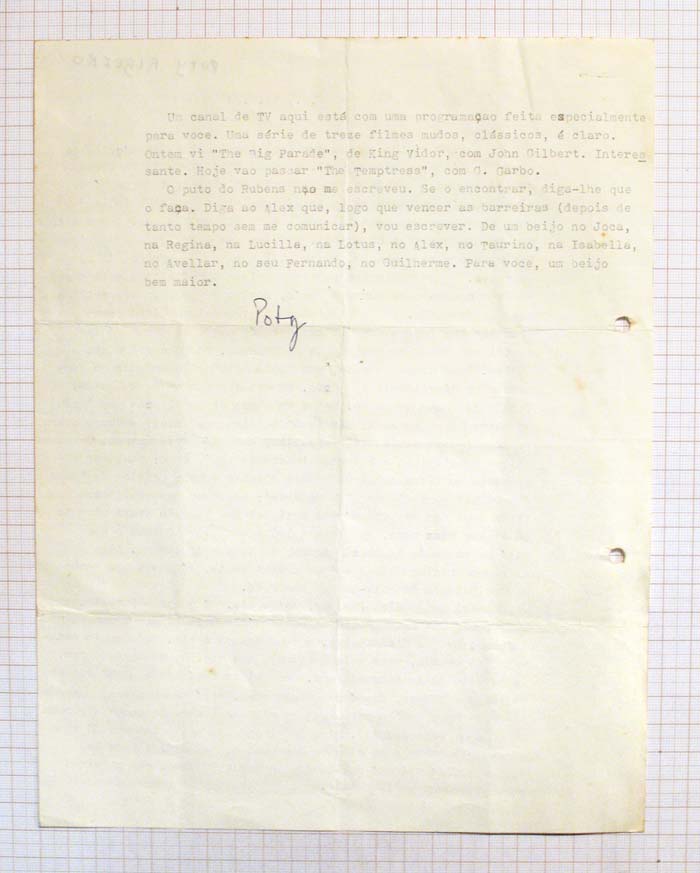 Um canal de TV aqui está com uma programaçao feita especialmente
para voce. Uma série de treze filmes mudos, clássicos, é claro.
Ontem vi "The Big Parade", de King Vidor, com John Gilbert. Interes-
sante. Hoje vao passar "The Temptress", com G. Garbo.
O puto do Rubens nao me escreveu. Se o encontrar, diga-lhe que
o faça. Diga ao Alex que, logo que vencer as barreiras (depois de
tanto tempo sem me comunicar), vou escrever. De um beijo no Joca,
na Regina, na Lucilla, na Lotus, no Alex, no Taurino, na Isabella,
no Avellar, no seu Fernando, no Guilherme. Para voce, um beijo
bem maior.
Poty